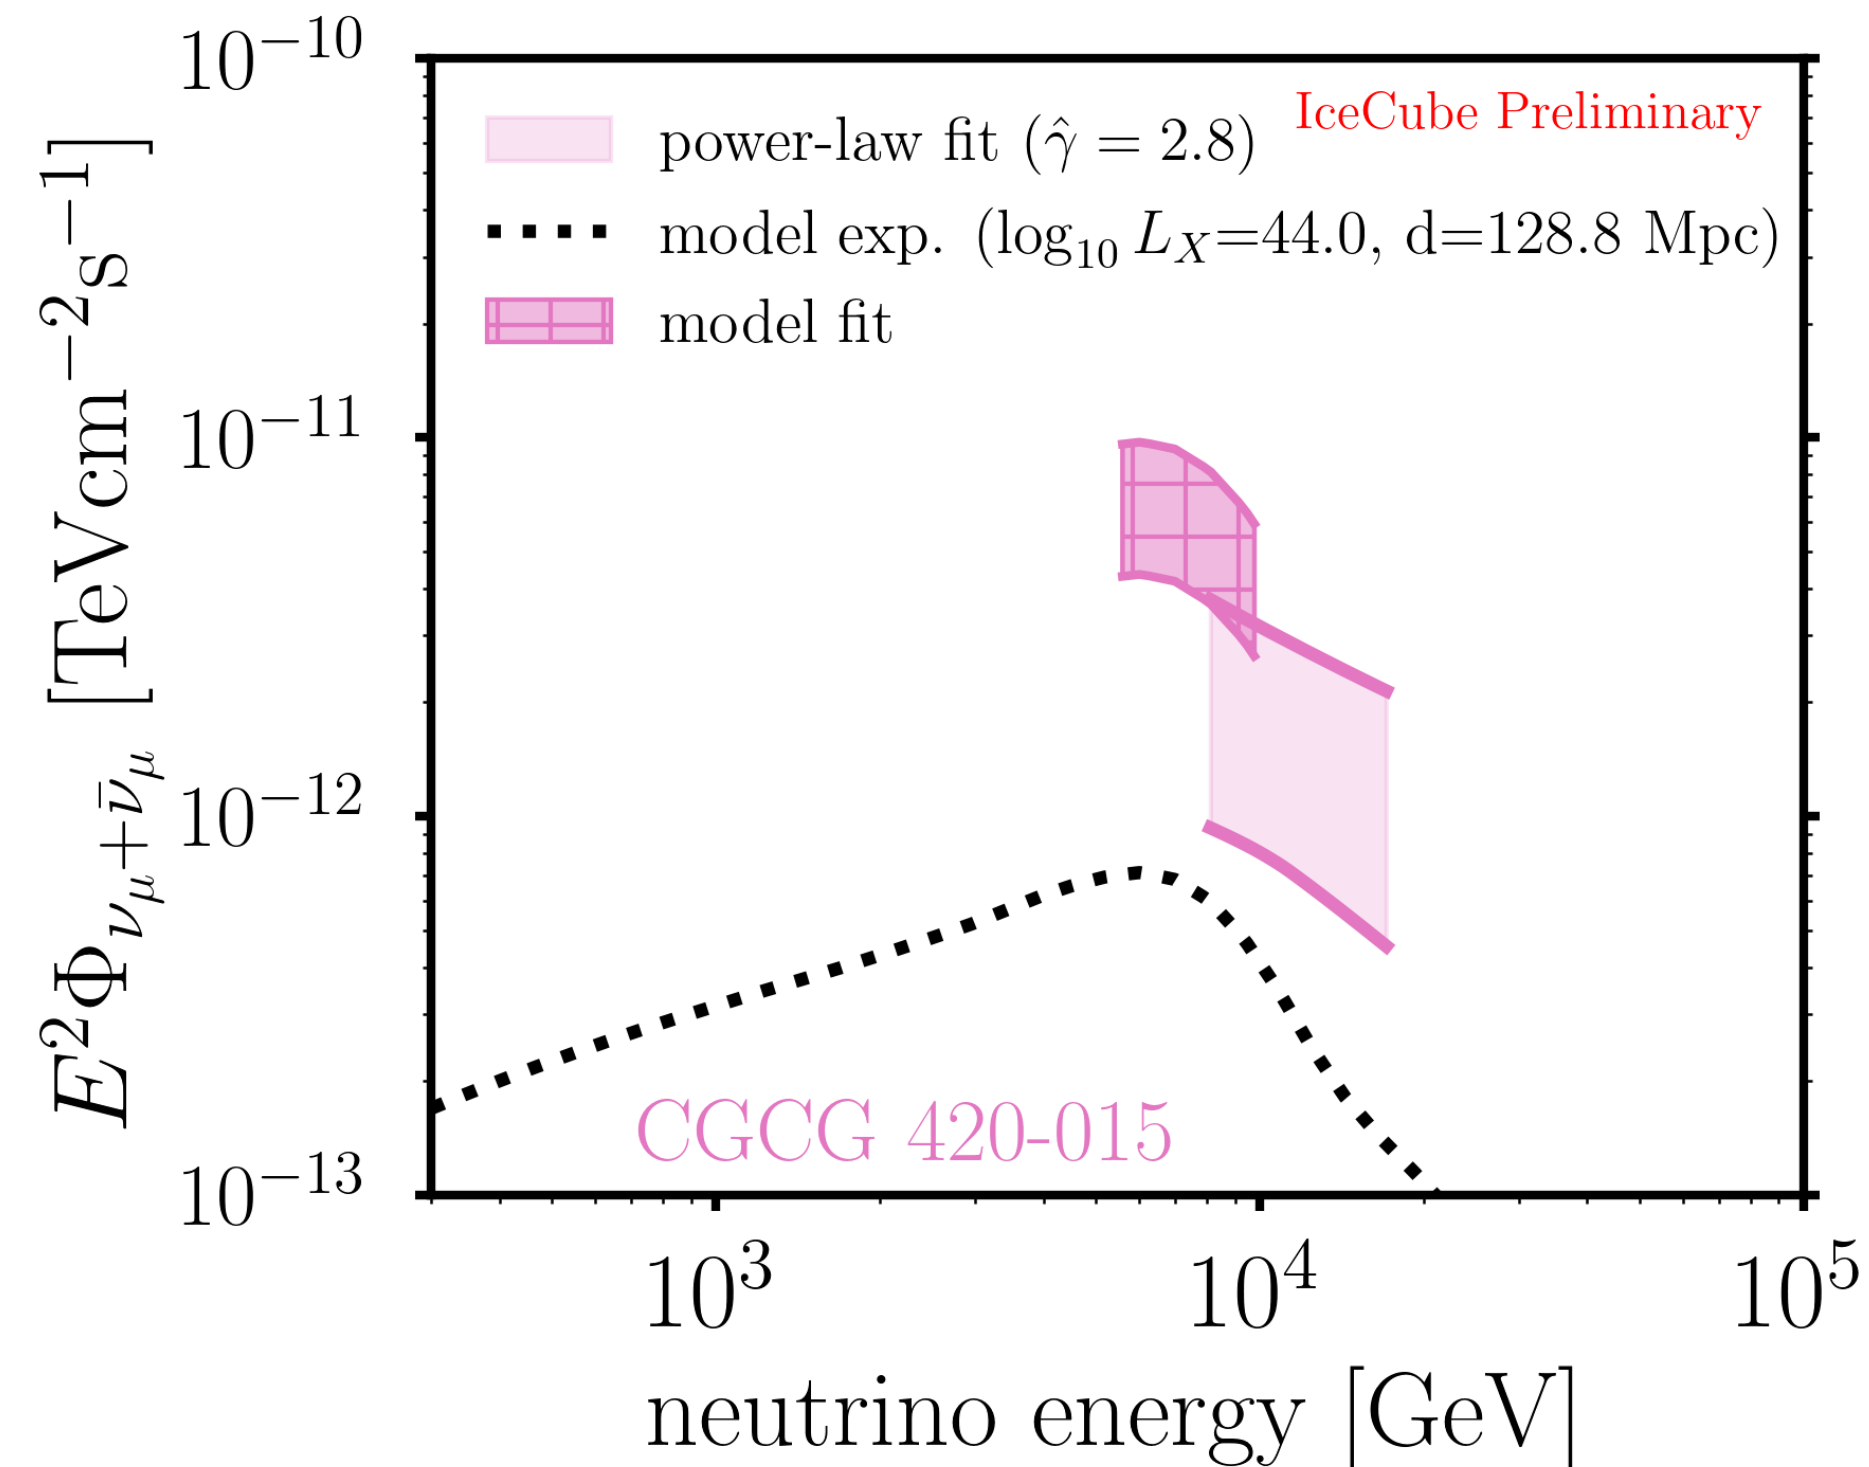 E²Φ_{ν_μ+ν̄_μ} [TeVcm⁻²s⁻¹]
10⁻¹⁰
10⁻¹¹
10⁻¹²
10⁻¹³
IceCube Preliminary
power-law fit (γ̂ = 2.8)
model exp. (log₁₀ L_X=44.0, d=128.8 Mpc)
model fit
CGCG 420-015
10³ 10⁴ 10⁵
neutrino energy [GeV]